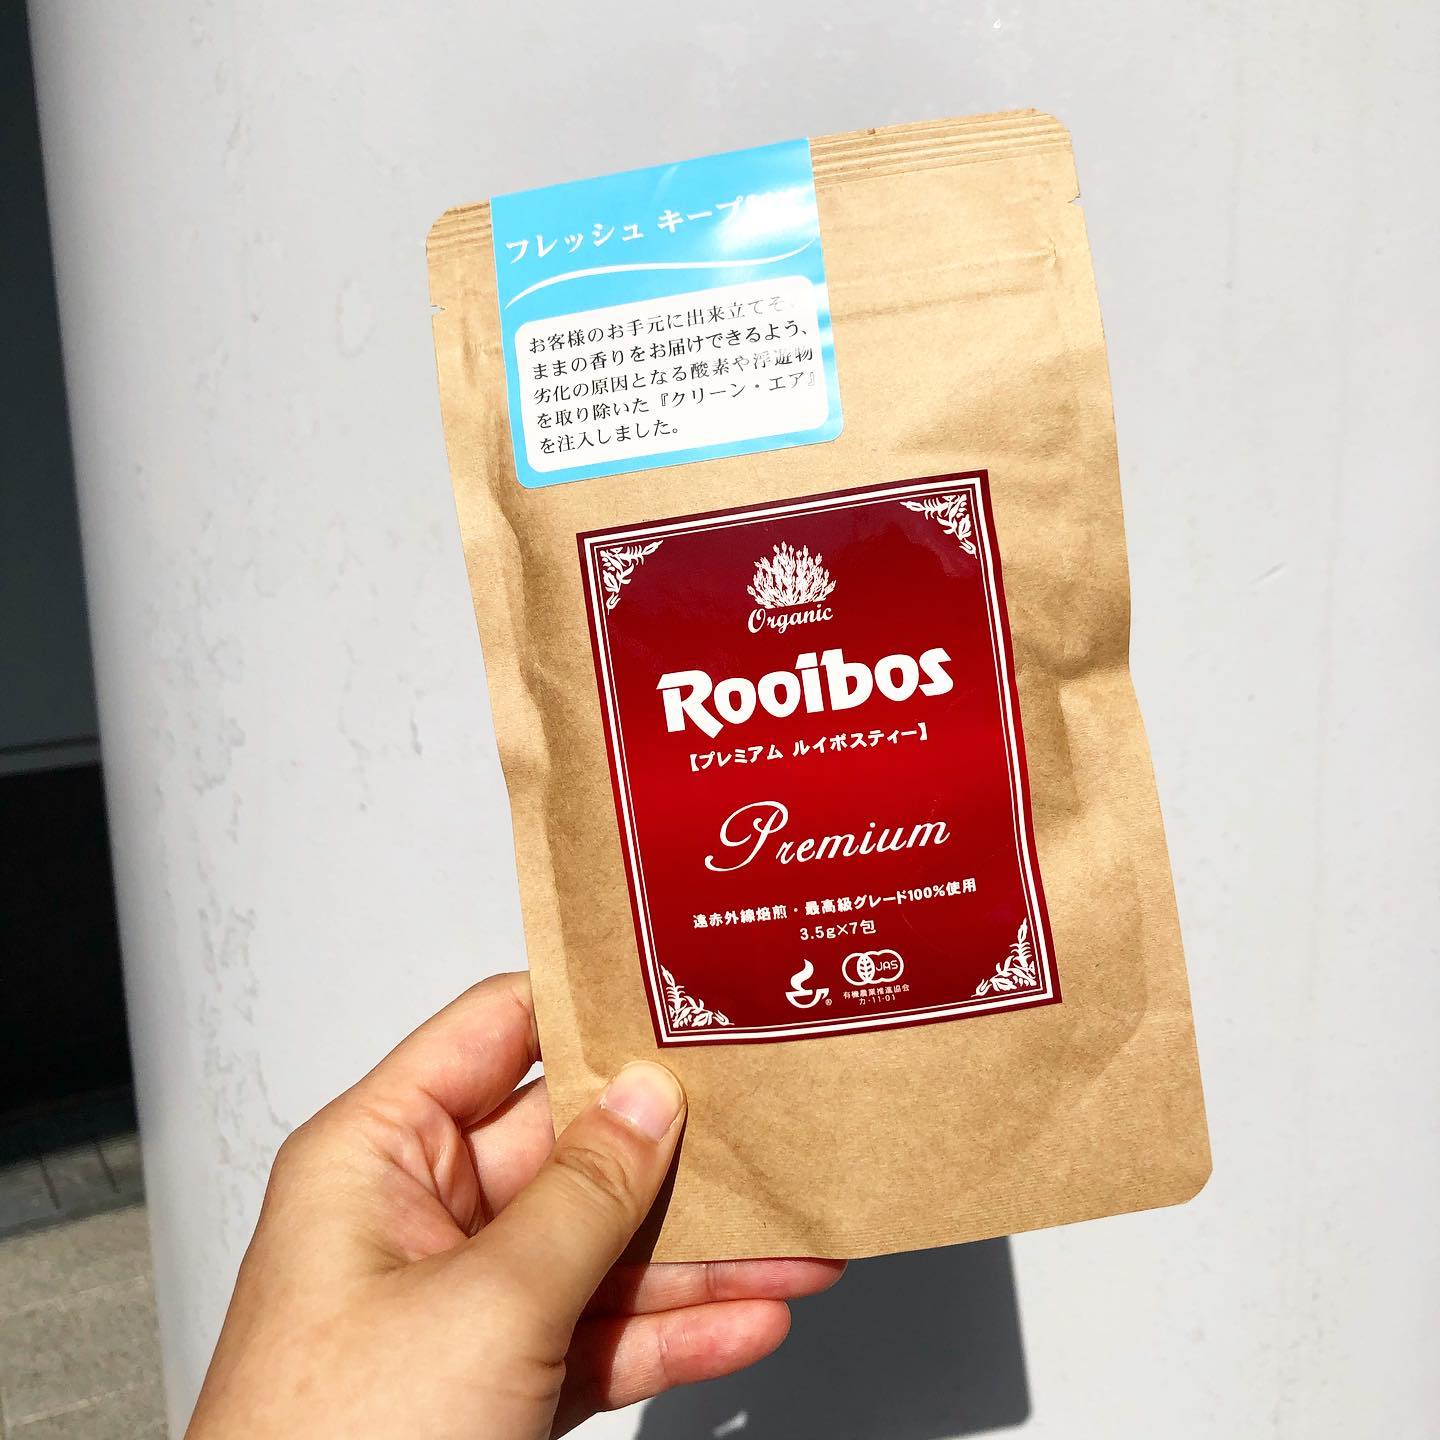 フレッシュ キープ
お客様のお手元に出来立てそ
ままの香りをお届けできるよう、
劣化の原因となる酸素や浮遊物
を取り除いた『クリーン・エア』
を注入しました。
Organic
Rooibos
【プレミアム ルイボスティー】
Premium
遠赤外線焙煎・最高級グレード100%使用
3.5g×7包
®
JAS
有機農業推進協会
カ-11-01